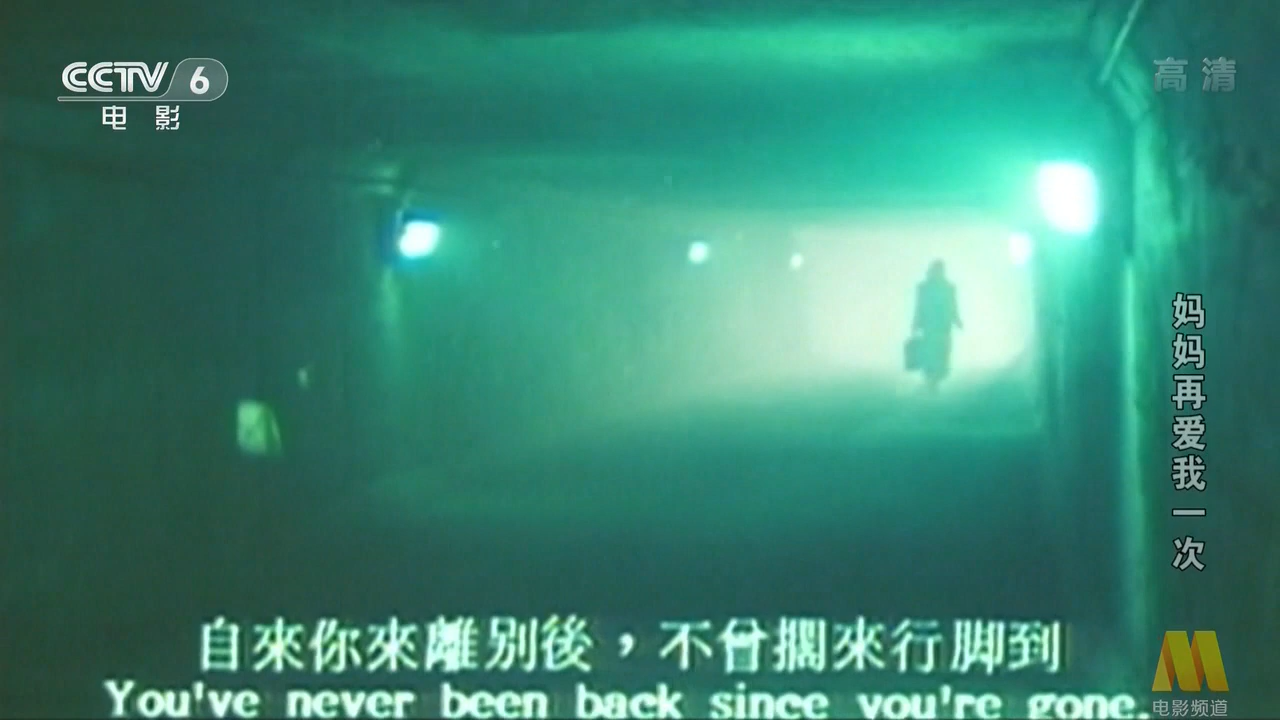 CCTV 6
电影
高清
妈妈再爱我一次
自來你來離别後，不曾擱來行脚到
You've never been back since you're gone.
电影频道